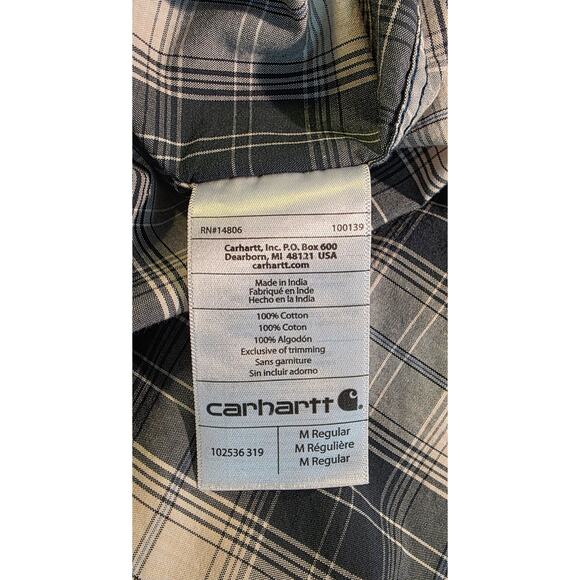 RN#14806 100139
Carhartt, Inc. P.O. Box 600
Dearborn, MI 48121 USA
carhartt.com
Made in India
Fabriqué en Inde
Hecho en la India
100% Cotton
100% Coton
100% Algodón
Exclusive of trimming
Sans garniture
Sin incluir adorno
carhartt
102536 319
M Regular
M Régulière
M Regular